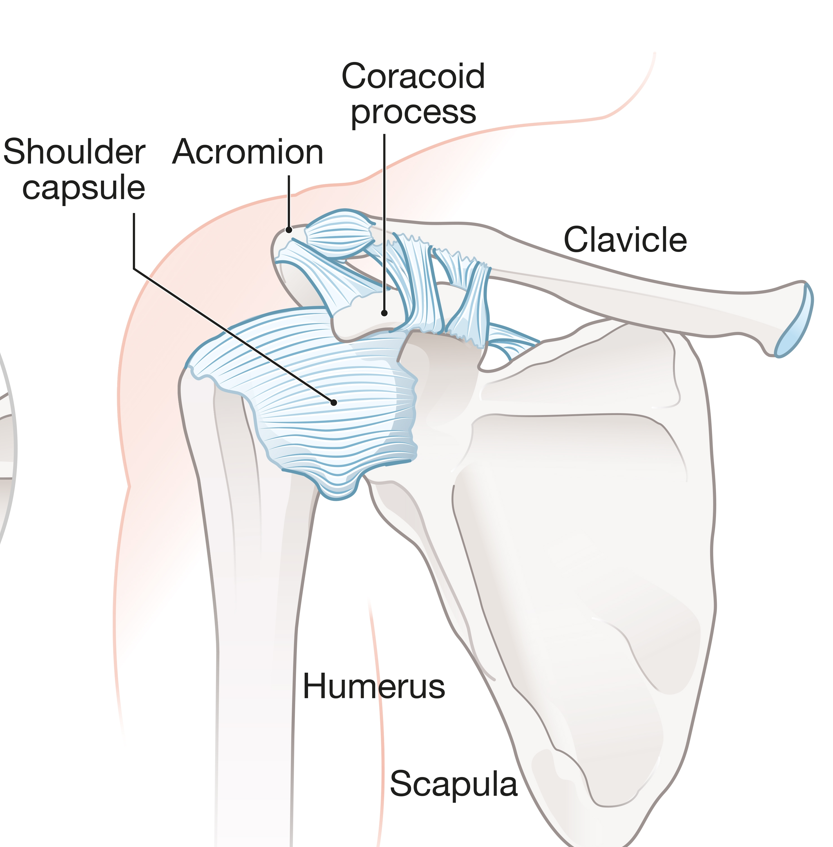 Coracoid
process
Shoulder
capsule
Acromion
Clavicle
Humerus
Scapula